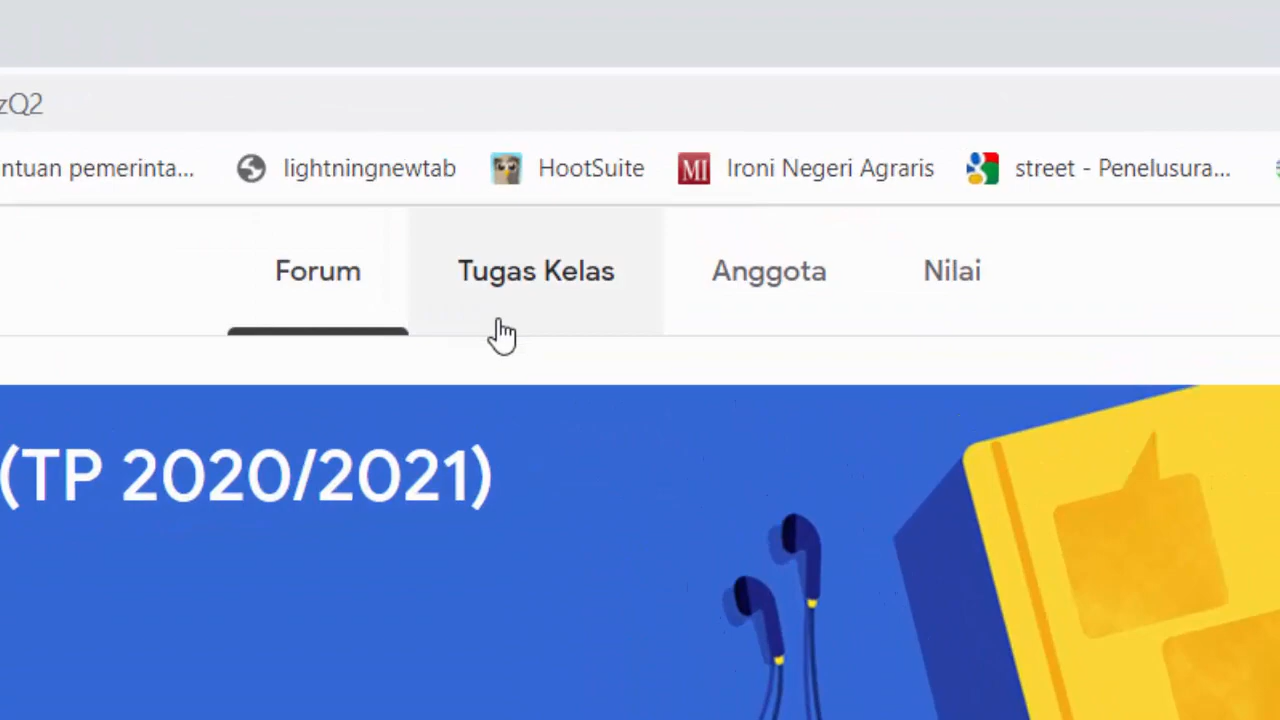 zQ2
ntuan pemerinta... lightningnewtab HootSuite MI Ironi Negeri Agraris street - Penelusura...
Forum Tugas Kelas Anggota Nilai
(TP 2020/2021)